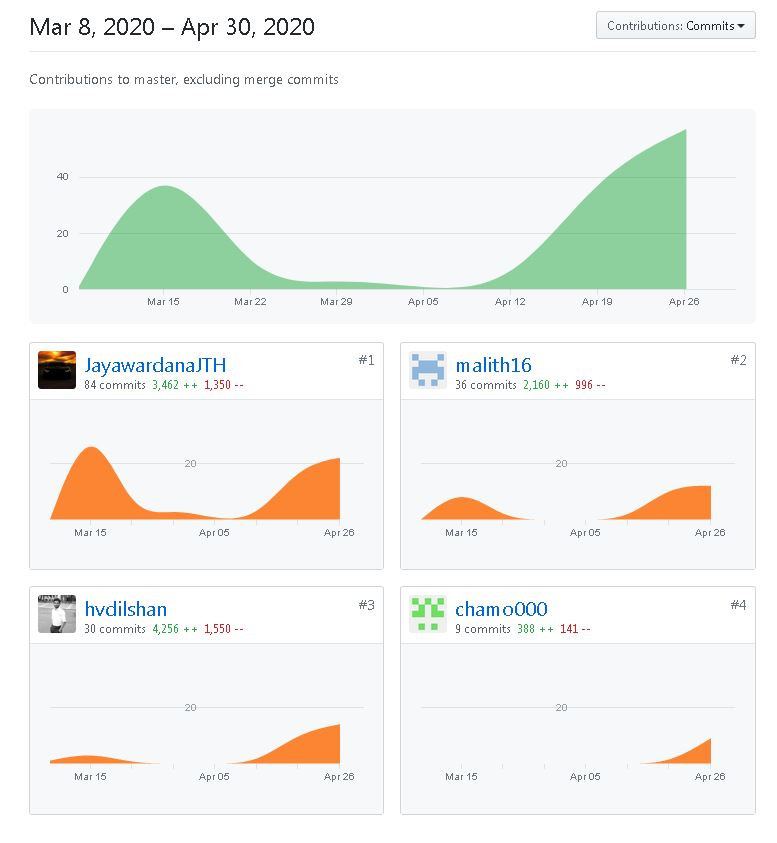 Mar 8, 2020 – Apr 30, 2020
Contributions: Commits
Contributions to master, excluding merge commits
40
20
0
Mar 15 Mar 22 Mar 29 Apr 05 Apr 12 Apr 19 Apr 26
JayawardanaJTH #1
84 commits 3,462 ++ 1,350 --
20
Mar 15 Apr 05 Apr 26
malith16 #2
36 commits 2,160 ++ 996 --
20
Mar 15 Apr 05 Apr 26
hvdilshan #3
30 commits 4,256 ++ 1,550 --
20
Mar 15 Apr 05 Apr 26
chamo000 #4
9 commits 388 ++ 141 --
20
Mar 15 Apr 05 Apr 26